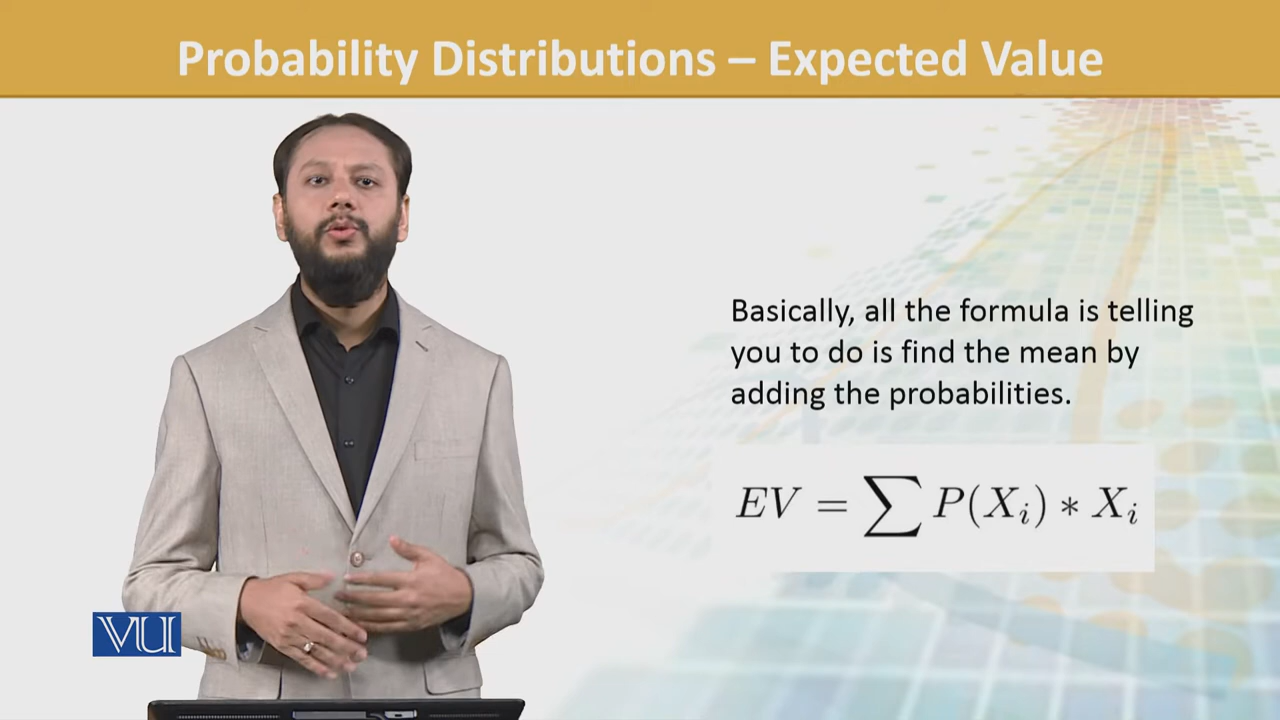 Probability Distributions – Expected Value
Basically, all the formula is telling
you to do is find the mean by
adding the probabilities.
EV = ∑ P(Xᵢ) * Xᵢ
VU